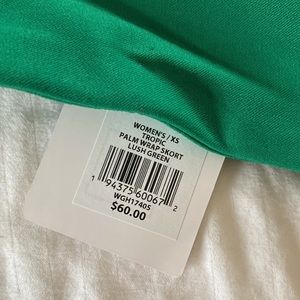 WOMEN'S / XS
TROPIC
PALM WRAP SKORT
LUSH GREEN
1 94375 60067 2
WGH17405
$60.00